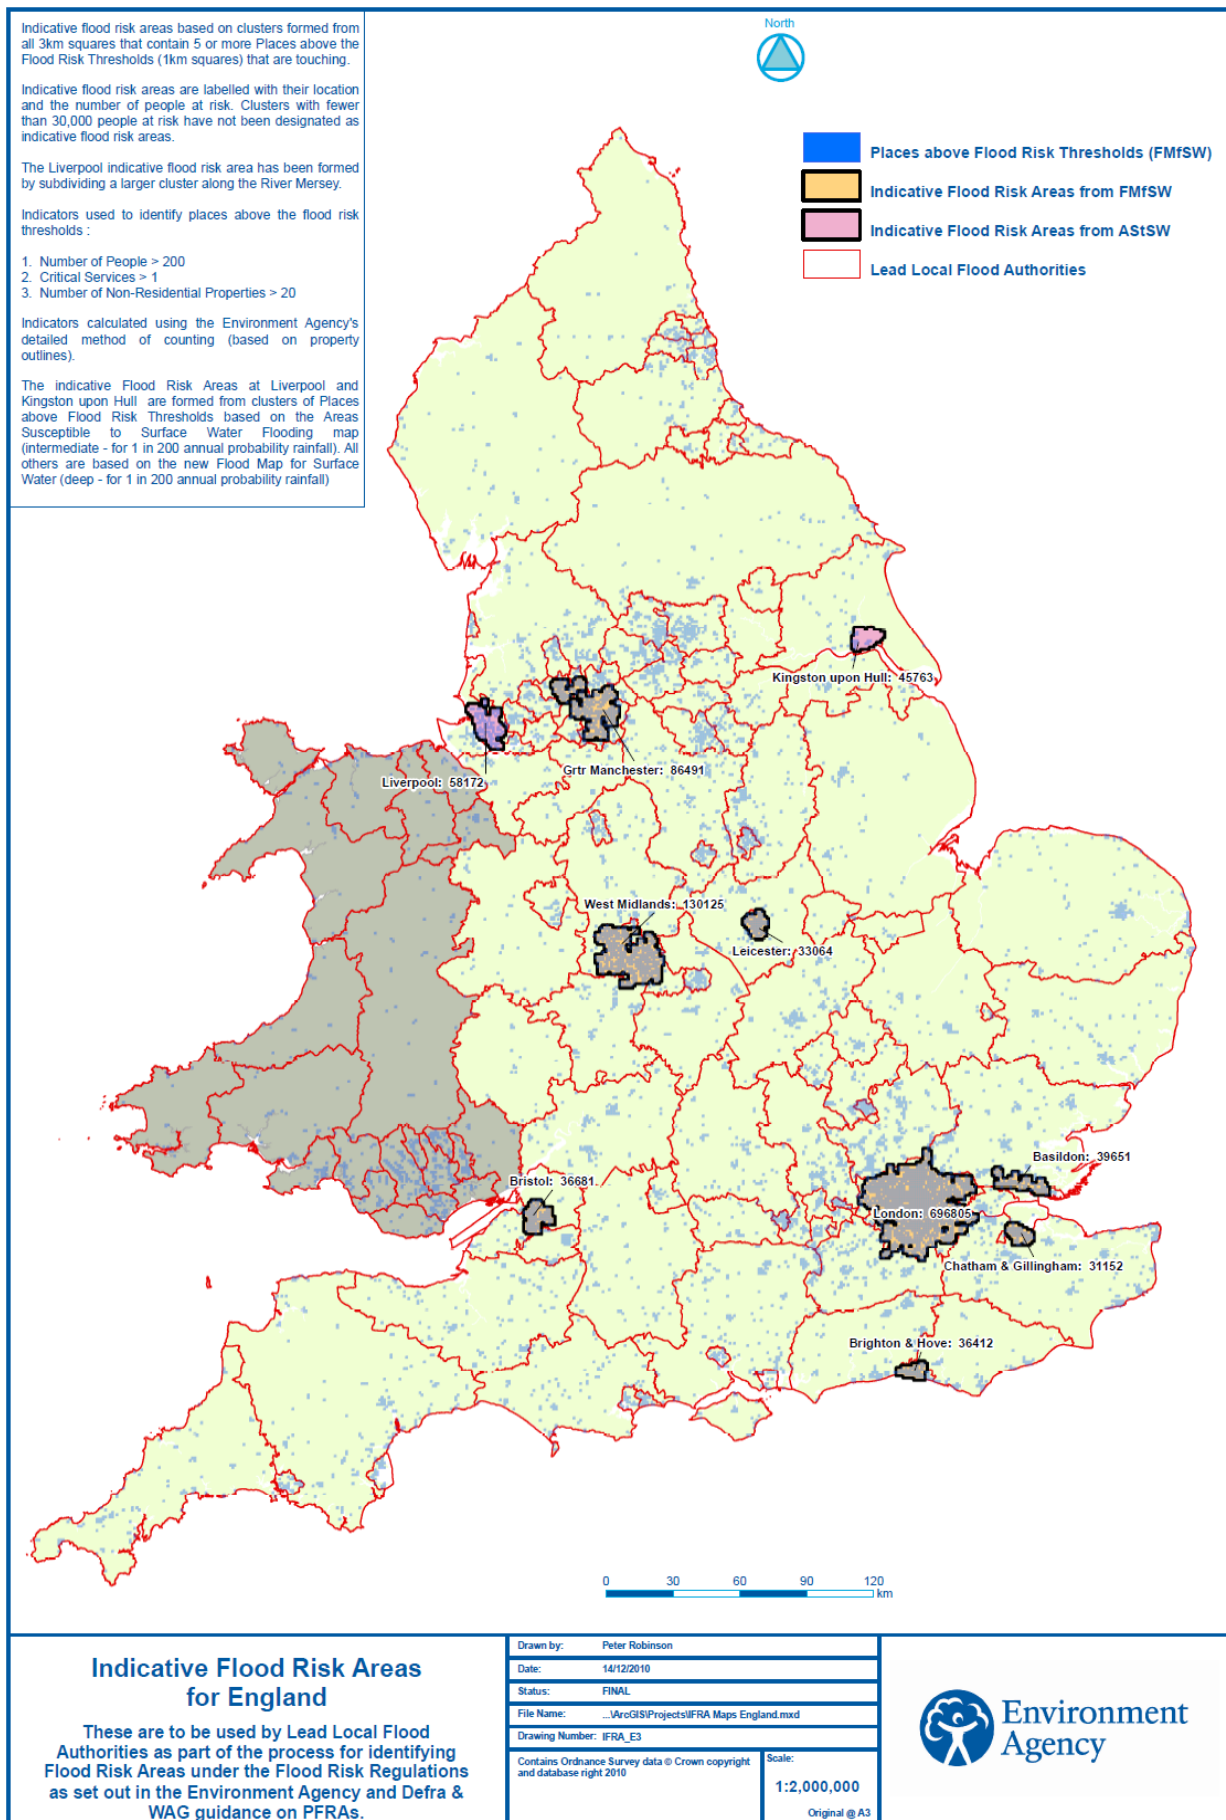 Indicative flood risk areas based on clusters formed from
all 3km squares that contain 5 or more Places above the
Flood Risk Thresholds (1km squares) that are touching.
Indicative flood risk areas are labelled with their location
and the number of people at risk. Clusters with fewer
than 30,000 people at risk have not been designated as
indicative flood risk areas.
The Liverpool indicative flood risk area has been formed
by subdividing a larger cluster along the River Mersey.
Indicators used to identify places above the flood risk
thresholds :
1. Number of People > 200
2. Critical Services > 1
3. Number of Non-Residential Properties > 20
Indicators calculated using the Environment Agency's
detailed method of counting (based on property
outlines).
The indicative Flood Risk Areas at Liverpool and
Kingston upon Hull are formed from clusters of Places
above Flood Risk Thresholds based on the Areas
Susceptible to Surface Water Flooding map
(intermediate - for 1 in 200 annual probability rainfall). All
others are based on the new Flood Map for Surface
Water (deep - for 1 in 200 annual probability rainfall)
North
Places above Flood Risk Thresholds (FMfSW)
Indicative Flood Risk Areas from FMfSW
Indicative Flood Risk Areas from AStSW
Lead Local Flood Authorities
Kingston upon Hull: 45763
Grtr Manchester: 86491
Liverpool: 58172
West Midlands: 130125
Leicester: 33064
Basildon: 39651
Bristol: 36681
London: 696805
Chatham & Gillingham: 31152
Brighton & Hove: 36412
0 30 60 90 120
km
Indicative Flood Risk Areas
for England
These are to be used by Lead Local Flood
Authorities as part of the process for identifying
Flood Risk Areas under the Flood Risk Regulations
as set out in the Environment Agency and Defra &
WAG guidance on PFRAs.
Drawn by: Peter Robinson
Date: 14/12/2010
Status: FINAL
File Name: ...\ArcGIS\Projects\IFRA Maps England.mxd
Drawing Number: IFRA_E3
Contains Ordnance Survey data © Crown copyright
and database right 2010
Scale:
1:2,000,000
Original @ A3
Environment
Agency